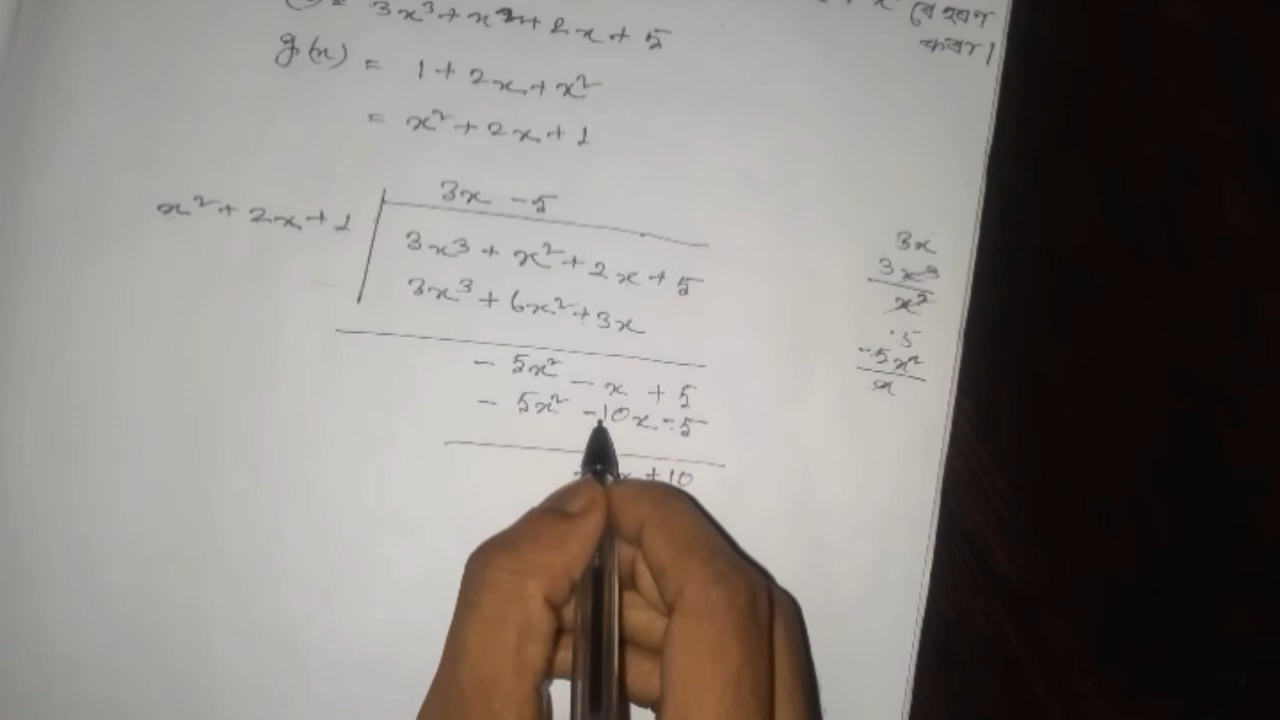 কৰা।
= 3x³ + x² + 2x + 5
g(x) = 1 + 2x + x²
= x² + 2x + 1
3x - 5
x² + 2x + 1
3x³ + x² + 2x + 5
3x³ + 6x² + 3x
- 5x² - x + 5
- 5x² - 10x - 5
x + 10
3x
3x³
x²
5
-5x²
x